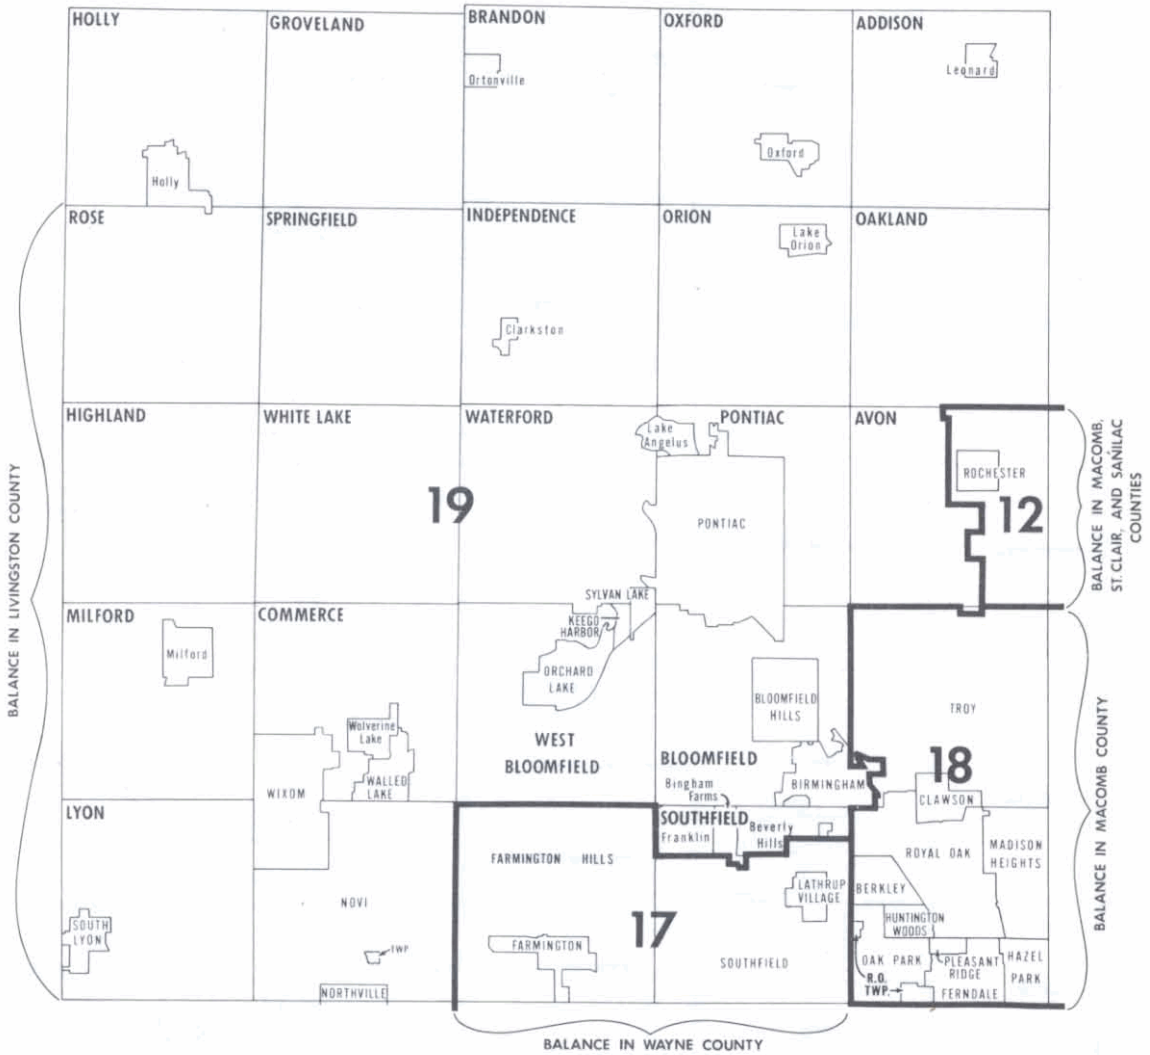 HOLLY
GROVELAND
BRANDON
OXFORD
ADDISON
Ortonville
Leonard
Holly
Oxford
ROSE
SPRINGFIELD
INDEPENDENCE
ORION
OAKLAND
Lake
Orion
Clarkston
HIGHLAND
WHITE LAKE
WATERFORD
PONTIAC
AVON
Lake
Angelus
ROCHESTER
19
12
PONTIAC
SYLVAN LAKE
MILFORD
COMMERCE
KEEGO
HARBOR
Milford
ORCHARD
LAKE
BLOOMFIELD
HILLS
TROY
Wolverine
Lake
WEST
BLOOMFIELD
BLOOMFIELD
18
WALLED
LAKE
WIXOM
Bingham
Farms
BIRMINGHAM
CLAWSON
LYON
SOUTHFIELD
Franklin
Beverly
Hills
FARMINGTON HILLS
ROYAL OAK
MADISON
HEIGHTS
LATHRUP
VILLAGE
BERKLEY
NOVI
SOUTH
LYON
17
HUNTINGTON
WOODS
TWP
FARMINGTON
SOUTHFIELD
OAK PARK
PLEASANT
RIDGE
HAZEL
PARK
R.O.
TWP.
FERNDALE
NORTHVILLE
BALANCE IN LIVINGSTON COUNTY
BALANCE IN MACOMB,
ST. CLAIR, AND SANILAC
COUNTIES
BALANCE IN MACOMB COUNTY
BALANCE IN WAYNE COUNTY